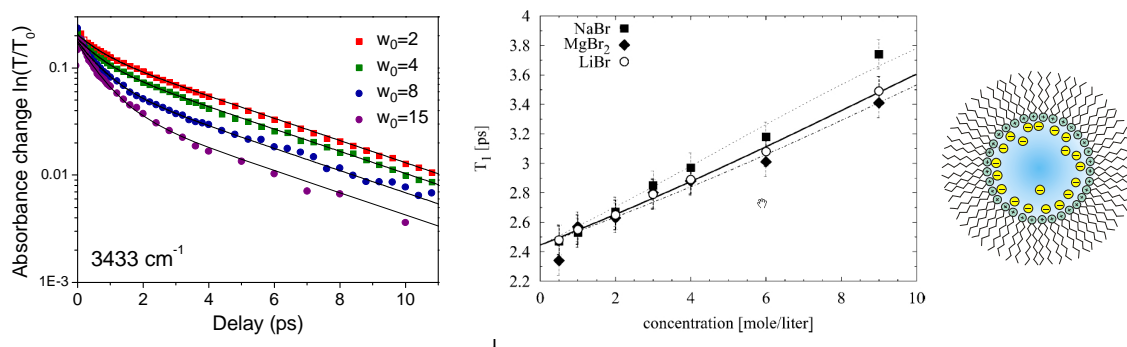 Absorbance change ln(T/T₀)
0.1
0.01
1E-3
w₀=2
w₀=4
w₀=8
w₀=15
3433 cm⁻¹
0 2 4 6 8 10
Delay (ps)
T₁ [ps]
4
3.8
3.6
3.4
3.2
3
2.8
2.6
2.4
2.2
NaBr
MgBr₂
LiBr
0 2 4 6 8 10
concentration [mole/liter]